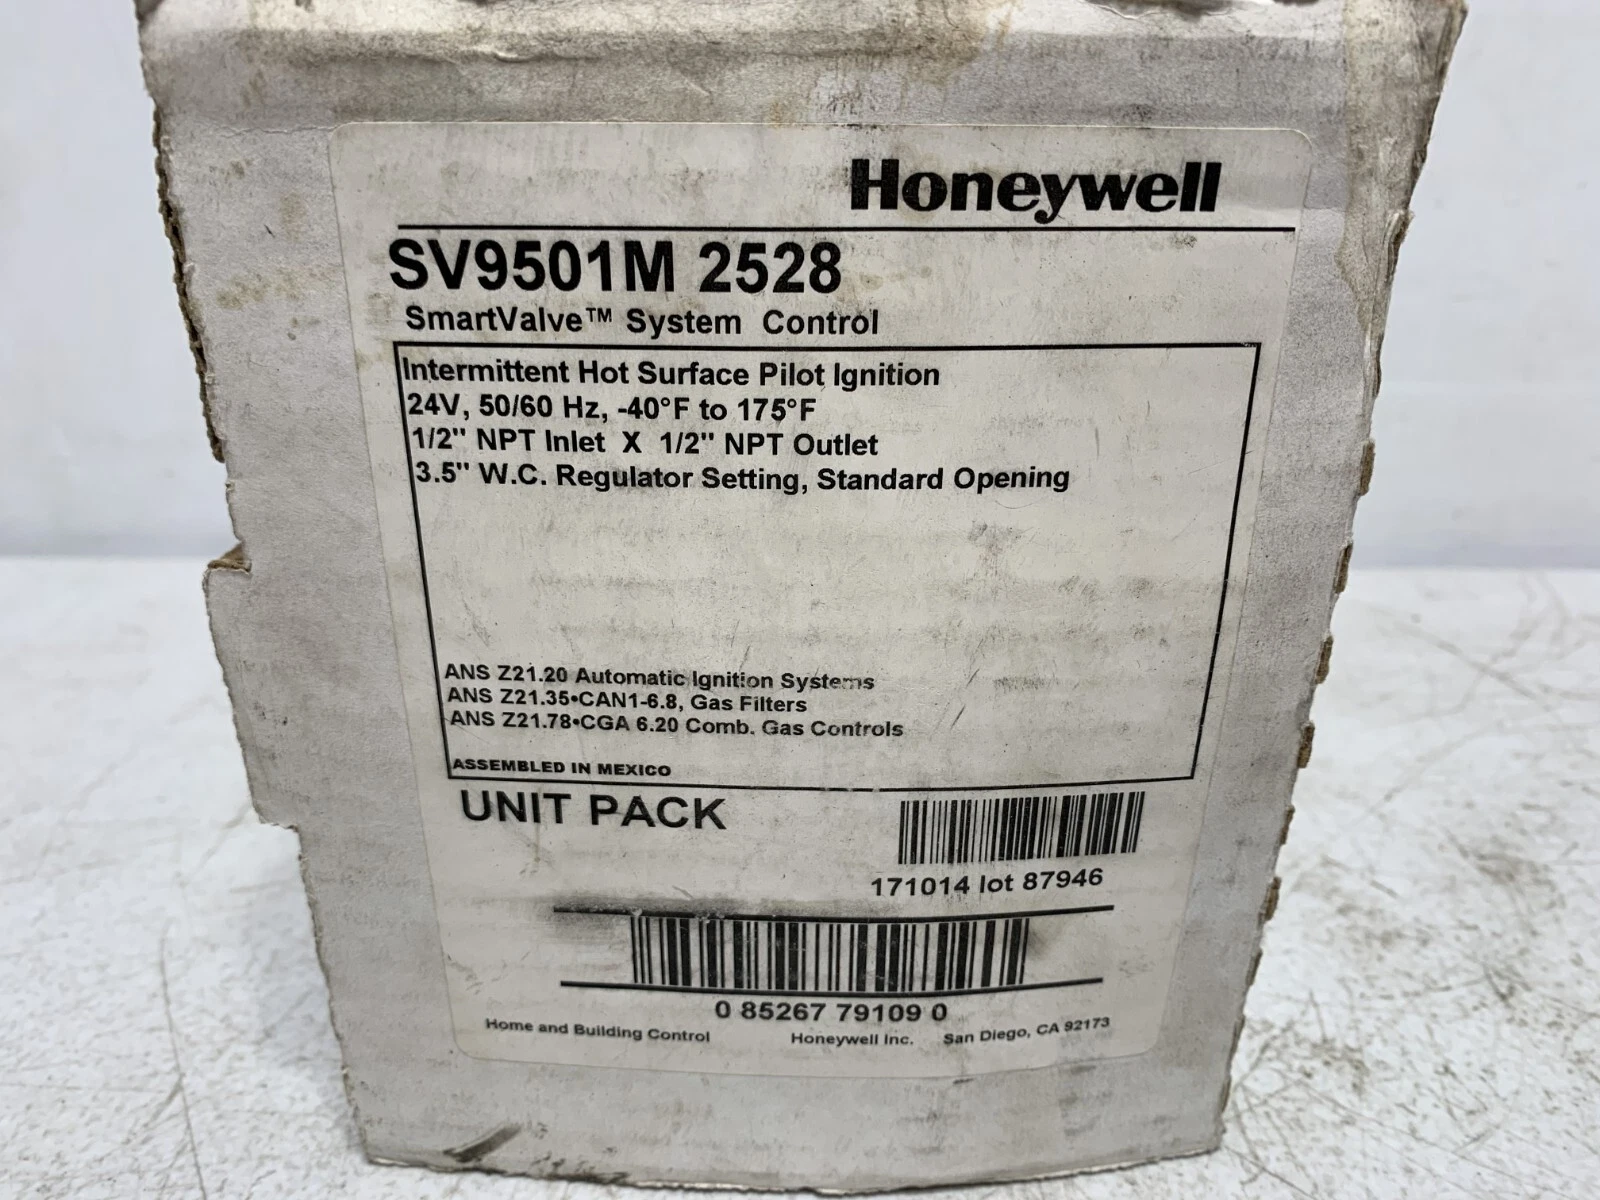 Honeywell
SV9501M 2528
SmartValve™ System Control
Intermittent Hot Surface Pilot Ignition
24V, 50/60 Hz, -40°F to 175°F
1/2" NPT Inlet X 1/2" NPT Outlet
3.5" W.C. Regulator Setting, Standard Opening
ANS Z21.20 Automatic Ignition Systems
ANS Z21.35•CAN1-6.8, Gas Filters
ANS Z21.78•CGA 6.20 Comb. Gas Controls
ASSEMBLED IN MEXICO
UNIT PACK
171014 lot 87946
0 85267 79109 0
Home and Building Control Honeywell Inc. San Diego, CA 92173